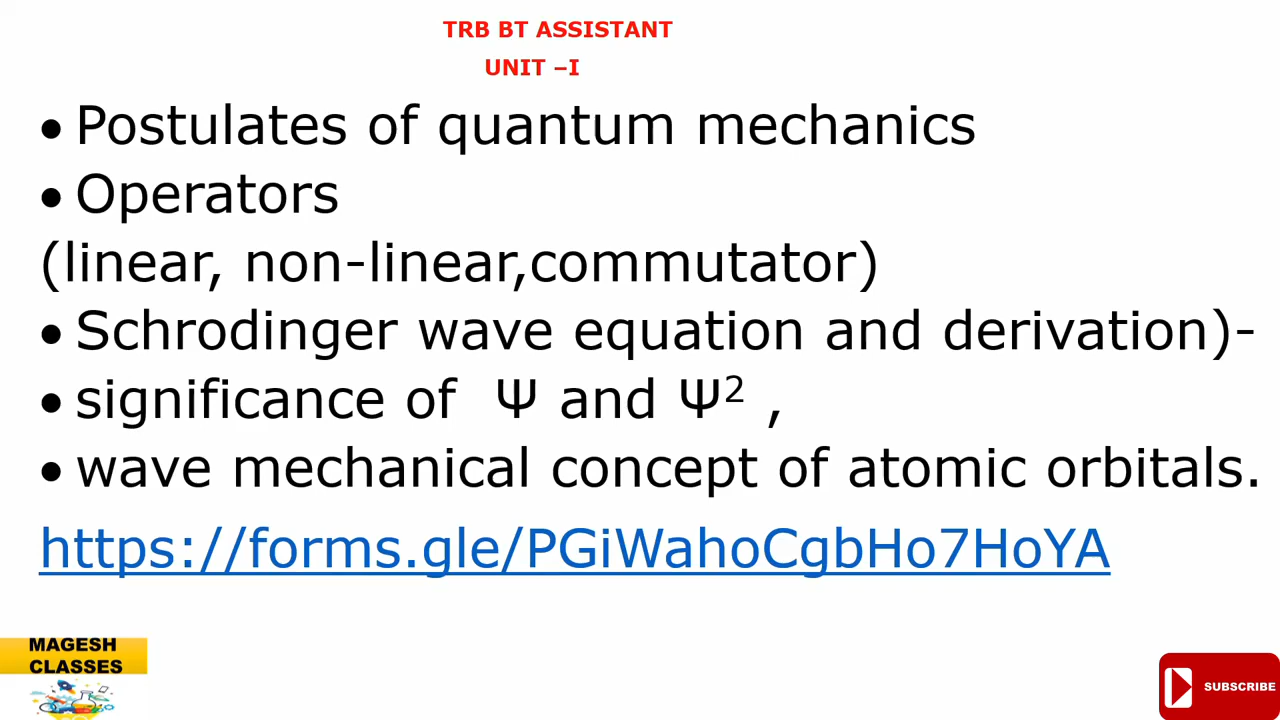 TRB BT ASSISTANT
UNIT –I
• Postulates of quantum mechanics
• Operators
(linear, non-linear,commutator)
• Schrodinger wave equation and derivation)-
• significance of Ψ and Ψ² ,
• wave mechanical concept of atomic orbitals.
https://forms.gle/PGiWahoCgbHo7HoYA
MAGESH
CLASSES
SUBSCRIBE